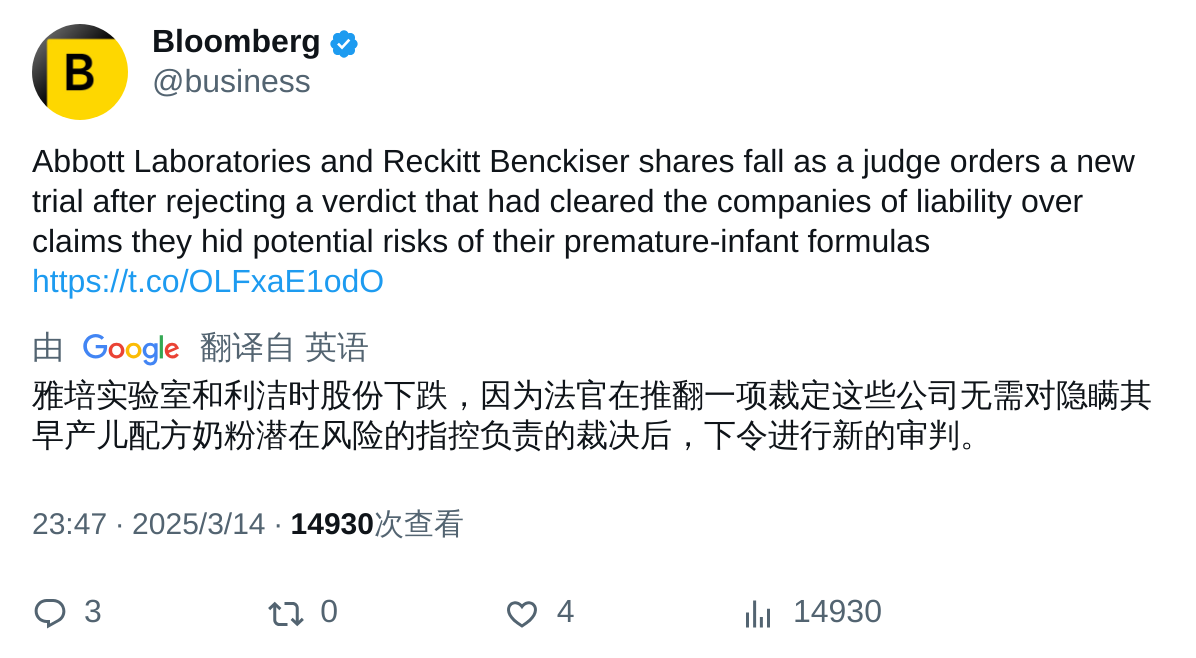 B
Bloomberg
@business
Abbott Laboratories and Reckitt Benckiser shares fall as a judge orders a new
trial after rejecting a verdict that had cleared the companies of liability over
claims they hid potential risks of their premature-infant formulas
https://t.co/OLFxaE1odO
由 Google 翻译自 英语
雅培实验室和利洁时股份下跌，因为法官在推翻一项裁定这些公司无需对隐瞒其
早产儿配方奶粉潜在风险的指控负责的裁决后，下令进行新的审判。
23:47 · 2025/3/14 · 14930次查看
3 0 4 14930